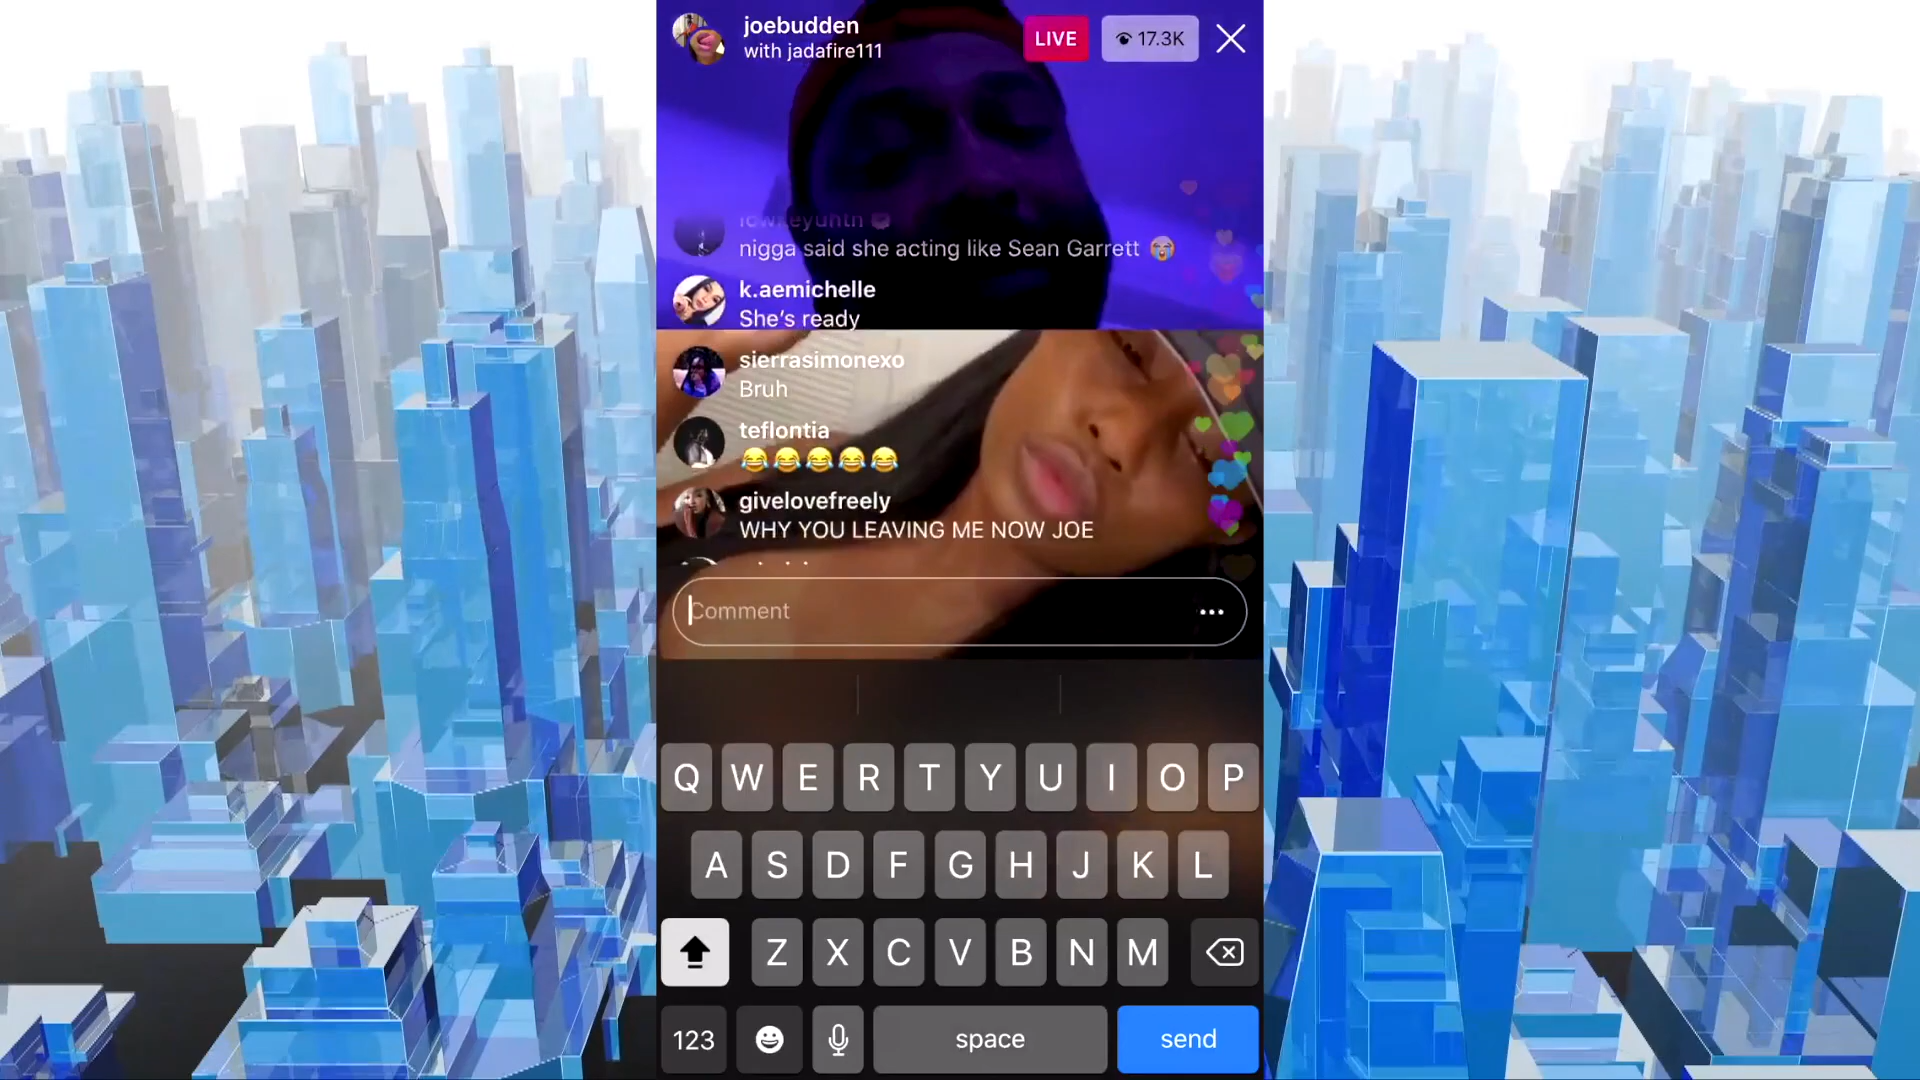 joebudden
with jadafire111
LIVE
17.3K
nigga said she acting like Sean Garrett
k.aemichelle
She's ready
sierrasimonexo
Bruh
teflontia
givelovefreely
WHY YOU LEAVING ME NOW JOE
Comment
Q W E R T Y U I O P
A S D F G H J K L
Z X C V B N M
123
space
send